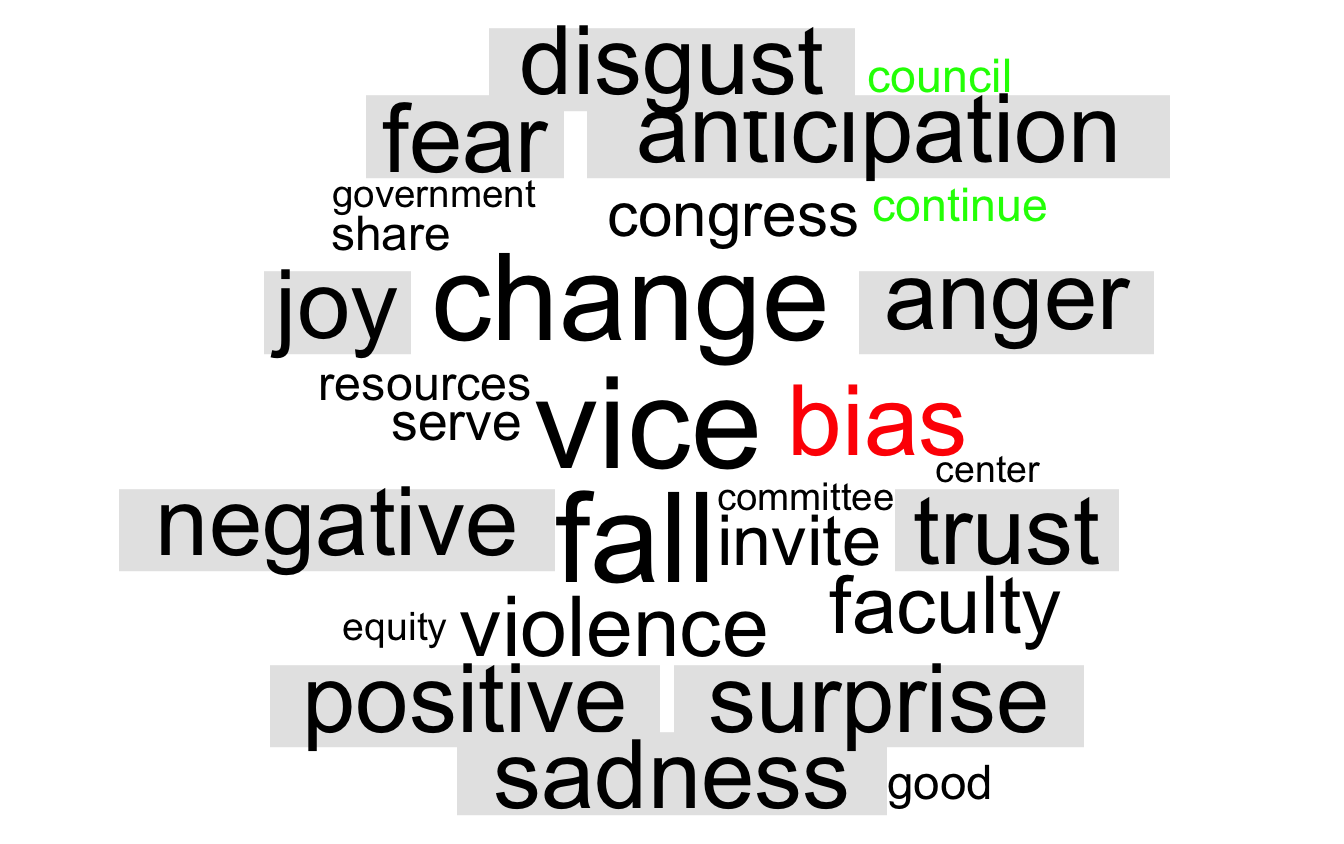 disgust council
fear anticipation
government
share congress continue
joy change anger
resources
serve vice bias
center
negative fall committee
invite trust
equity violence faculty
positive surprise
sadness good